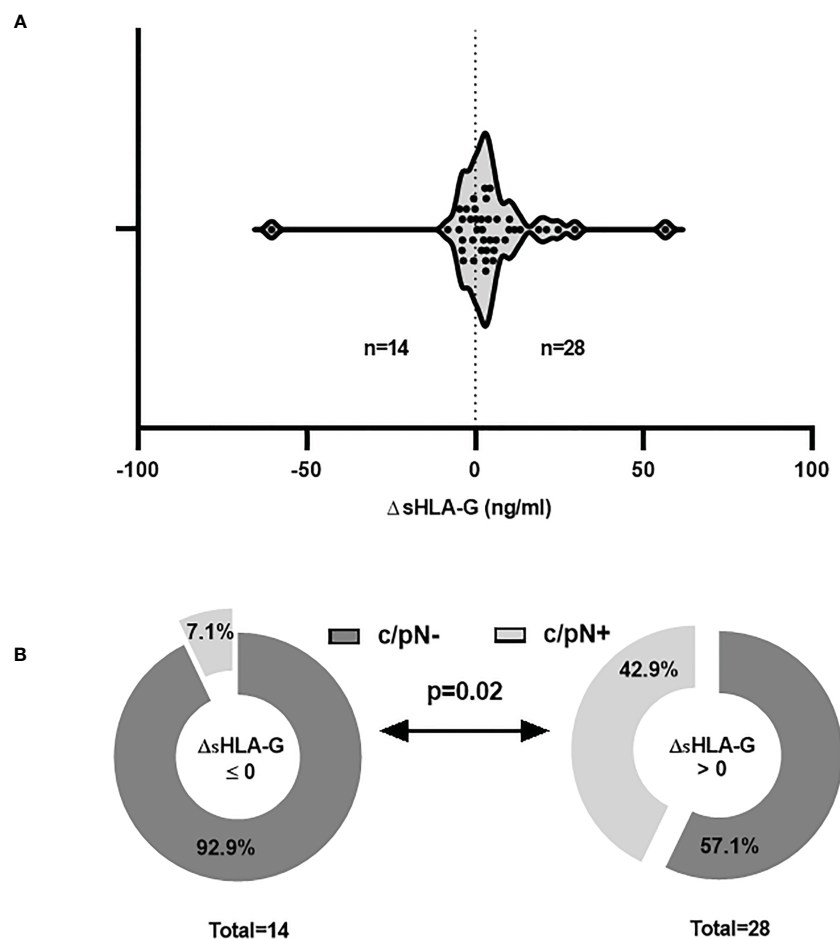 A
n=14
n=28
-100
-50
0
50
100
Δ sHLA-G (ng/ml)
B
7.1%
c/pN-
c/pN+
42.9%
p=0.02
ΔsHLA-G
≤ 0
ΔsHLA-G
> 0
92.9%
57.1%
Total=14
Total=28